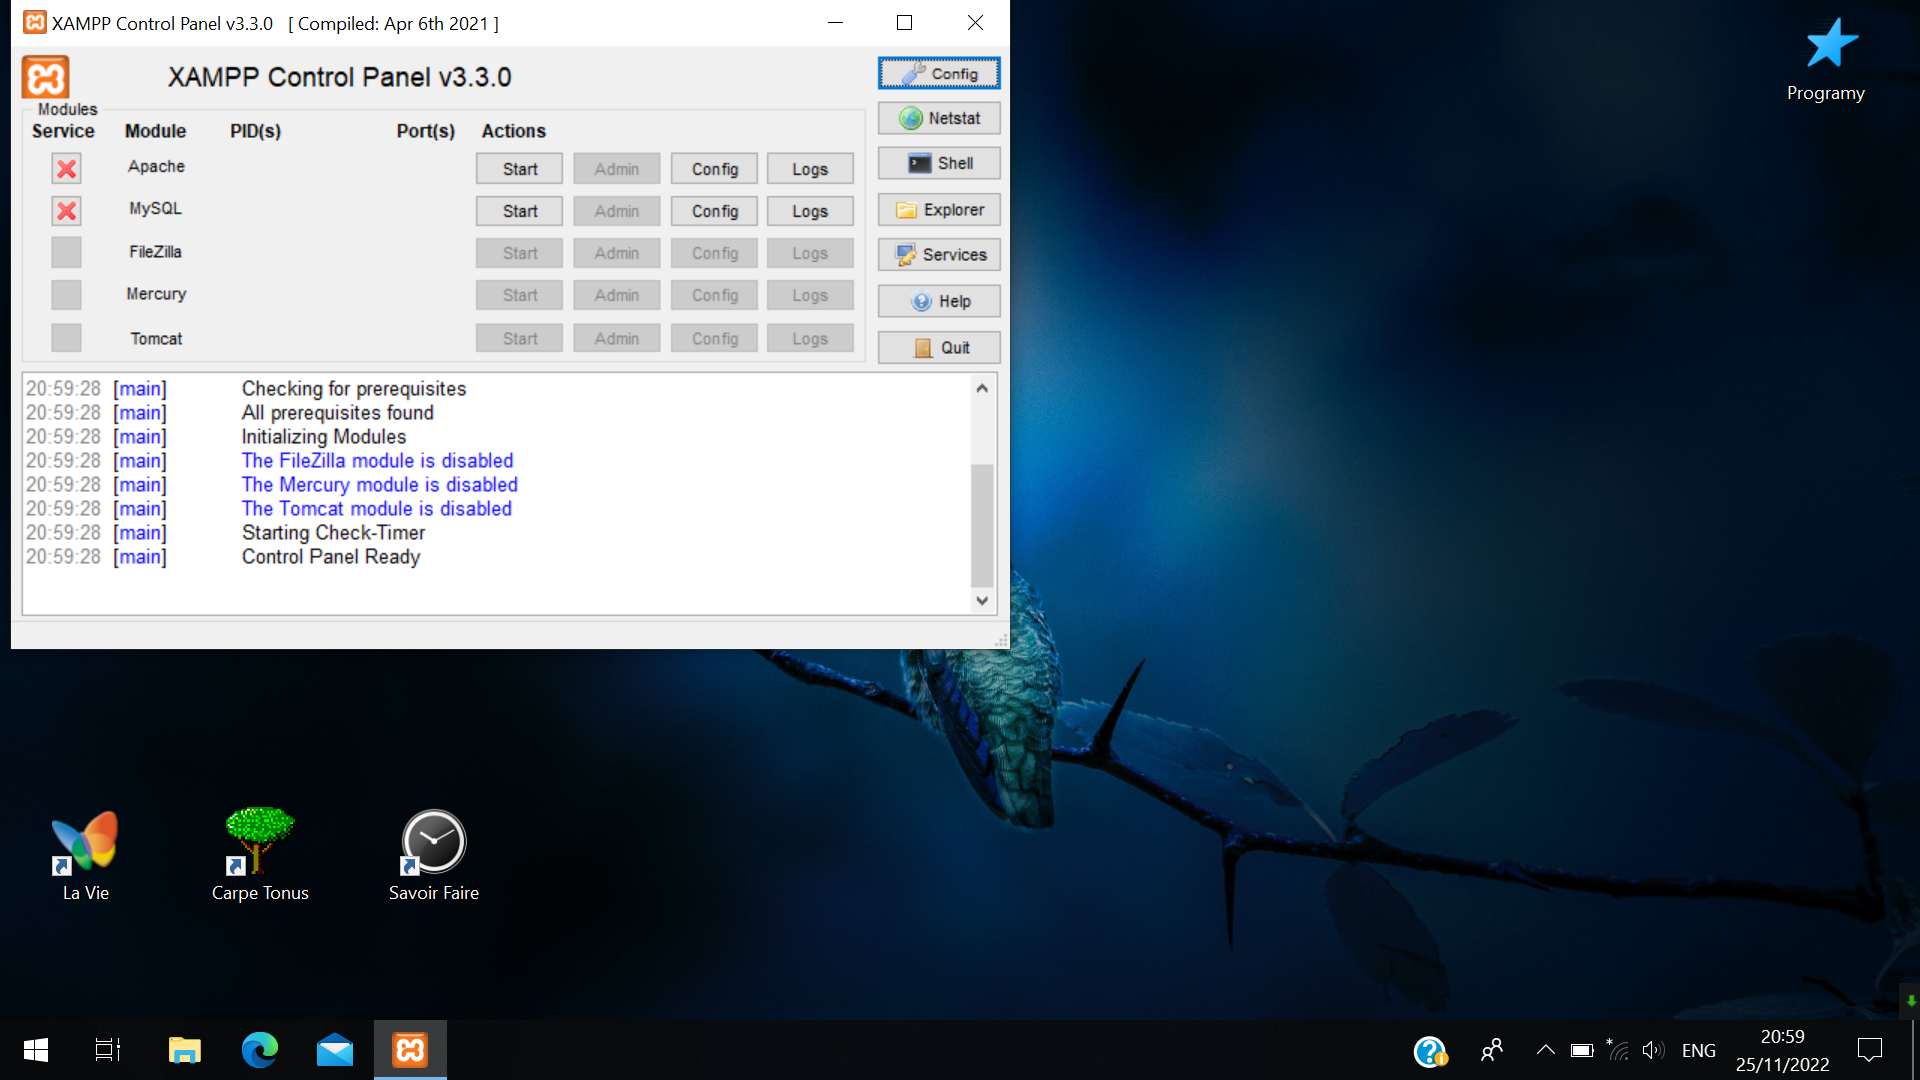 XAMPP Control Panel v3.3.0 [ Compiled: Apr 6th 2021 ]
XAMPP Control Panel v3.3.0
Config
Netstat
Shell
Explorer
Services
Help
Quit
Modules
Service Module PID(s) Port(s) Actions
Apache Start Admin Config Logs
MySQL Start Admin Config Logs
FileZilla Start Admin Config Logs
Mercury Start Admin Config Logs
Tomcat Start Admin Config Logs
20:59:28 [main] Checking for prerequisites
20:59:28 [main] All prerequisites found
20:59:28 [main] Initializing Modules
20:59:28 [main] The FileZilla module is disabled
20:59:28 [main] The Mercury module is disabled
20:59:28 [main] The Tomcat module is disabled
20:59:28 [main] Starting Check-Timer
20:59:28 [main] Control Panel Ready
Programy
La Vie
Carpe Tonus
Savoir Faire
ENG
20:59
25/11/2022